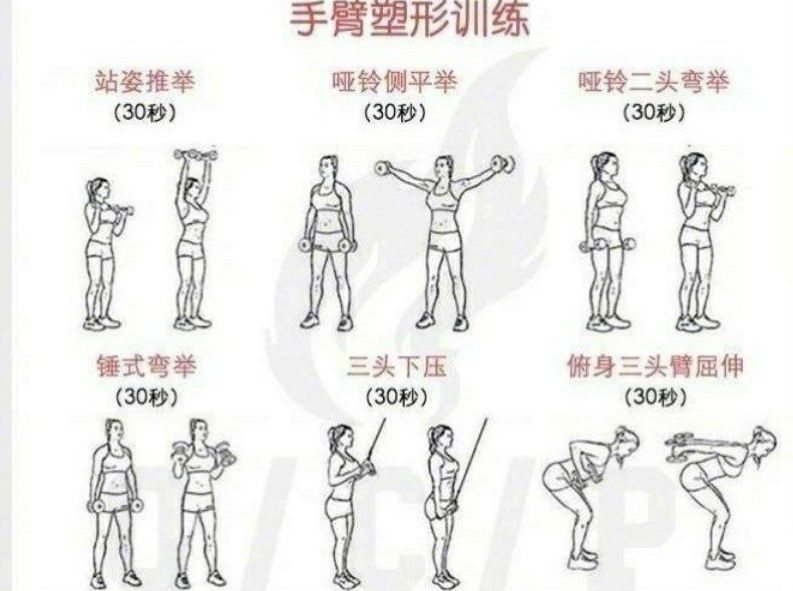 手臂塑形训练
站姿推举
(30秒)
哑铃侧平举
(30秒)
哑铃二头弯举
(30秒)
锤式弯举
(30秒)
三头下压
(30秒)
俯身三头臂屈伸
(30秒)
D/C/P